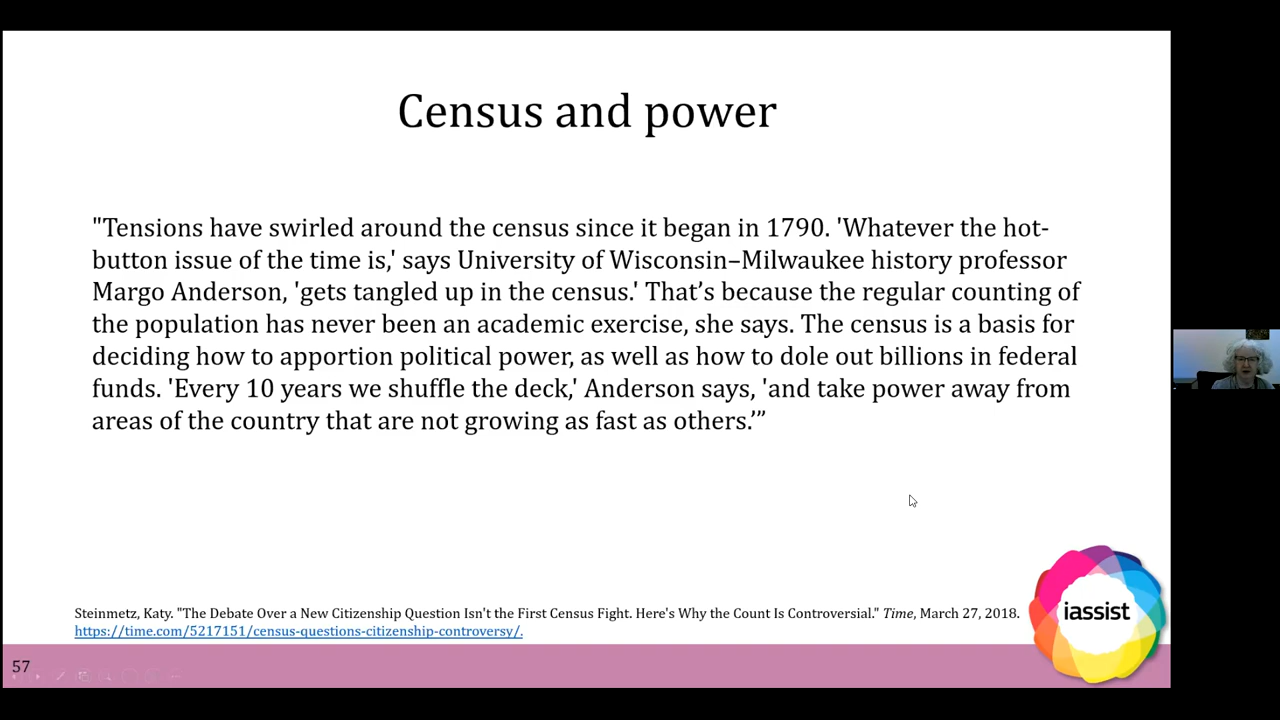 Census and power
"Tensions have swirled around the census since it began in 1790. 'Whatever the hot-
button issue of the time is,' says University of Wisconsin–Milwaukee history professor
Margo Anderson, 'gets tangled up in the census.' That’s because the regular counting of
the population has never been an academic exercise, she says. The census is a basis for
deciding how to apportion political power, as well as how to dole out billions in federal
funds. 'Every 10 years we shuffle the deck,' Anderson says, 'and take power away from
areas of the country that are not growing as fast as others.’”
Steinmetz, Katy. "The Debate Over a New Citizenship Question Isn't the First Census Fight. Here's Why the Count Is Controversial." Time, March 27, 2018.
https://time.com/5217151/census-questions-citizenship-controversy/.
iassist
57